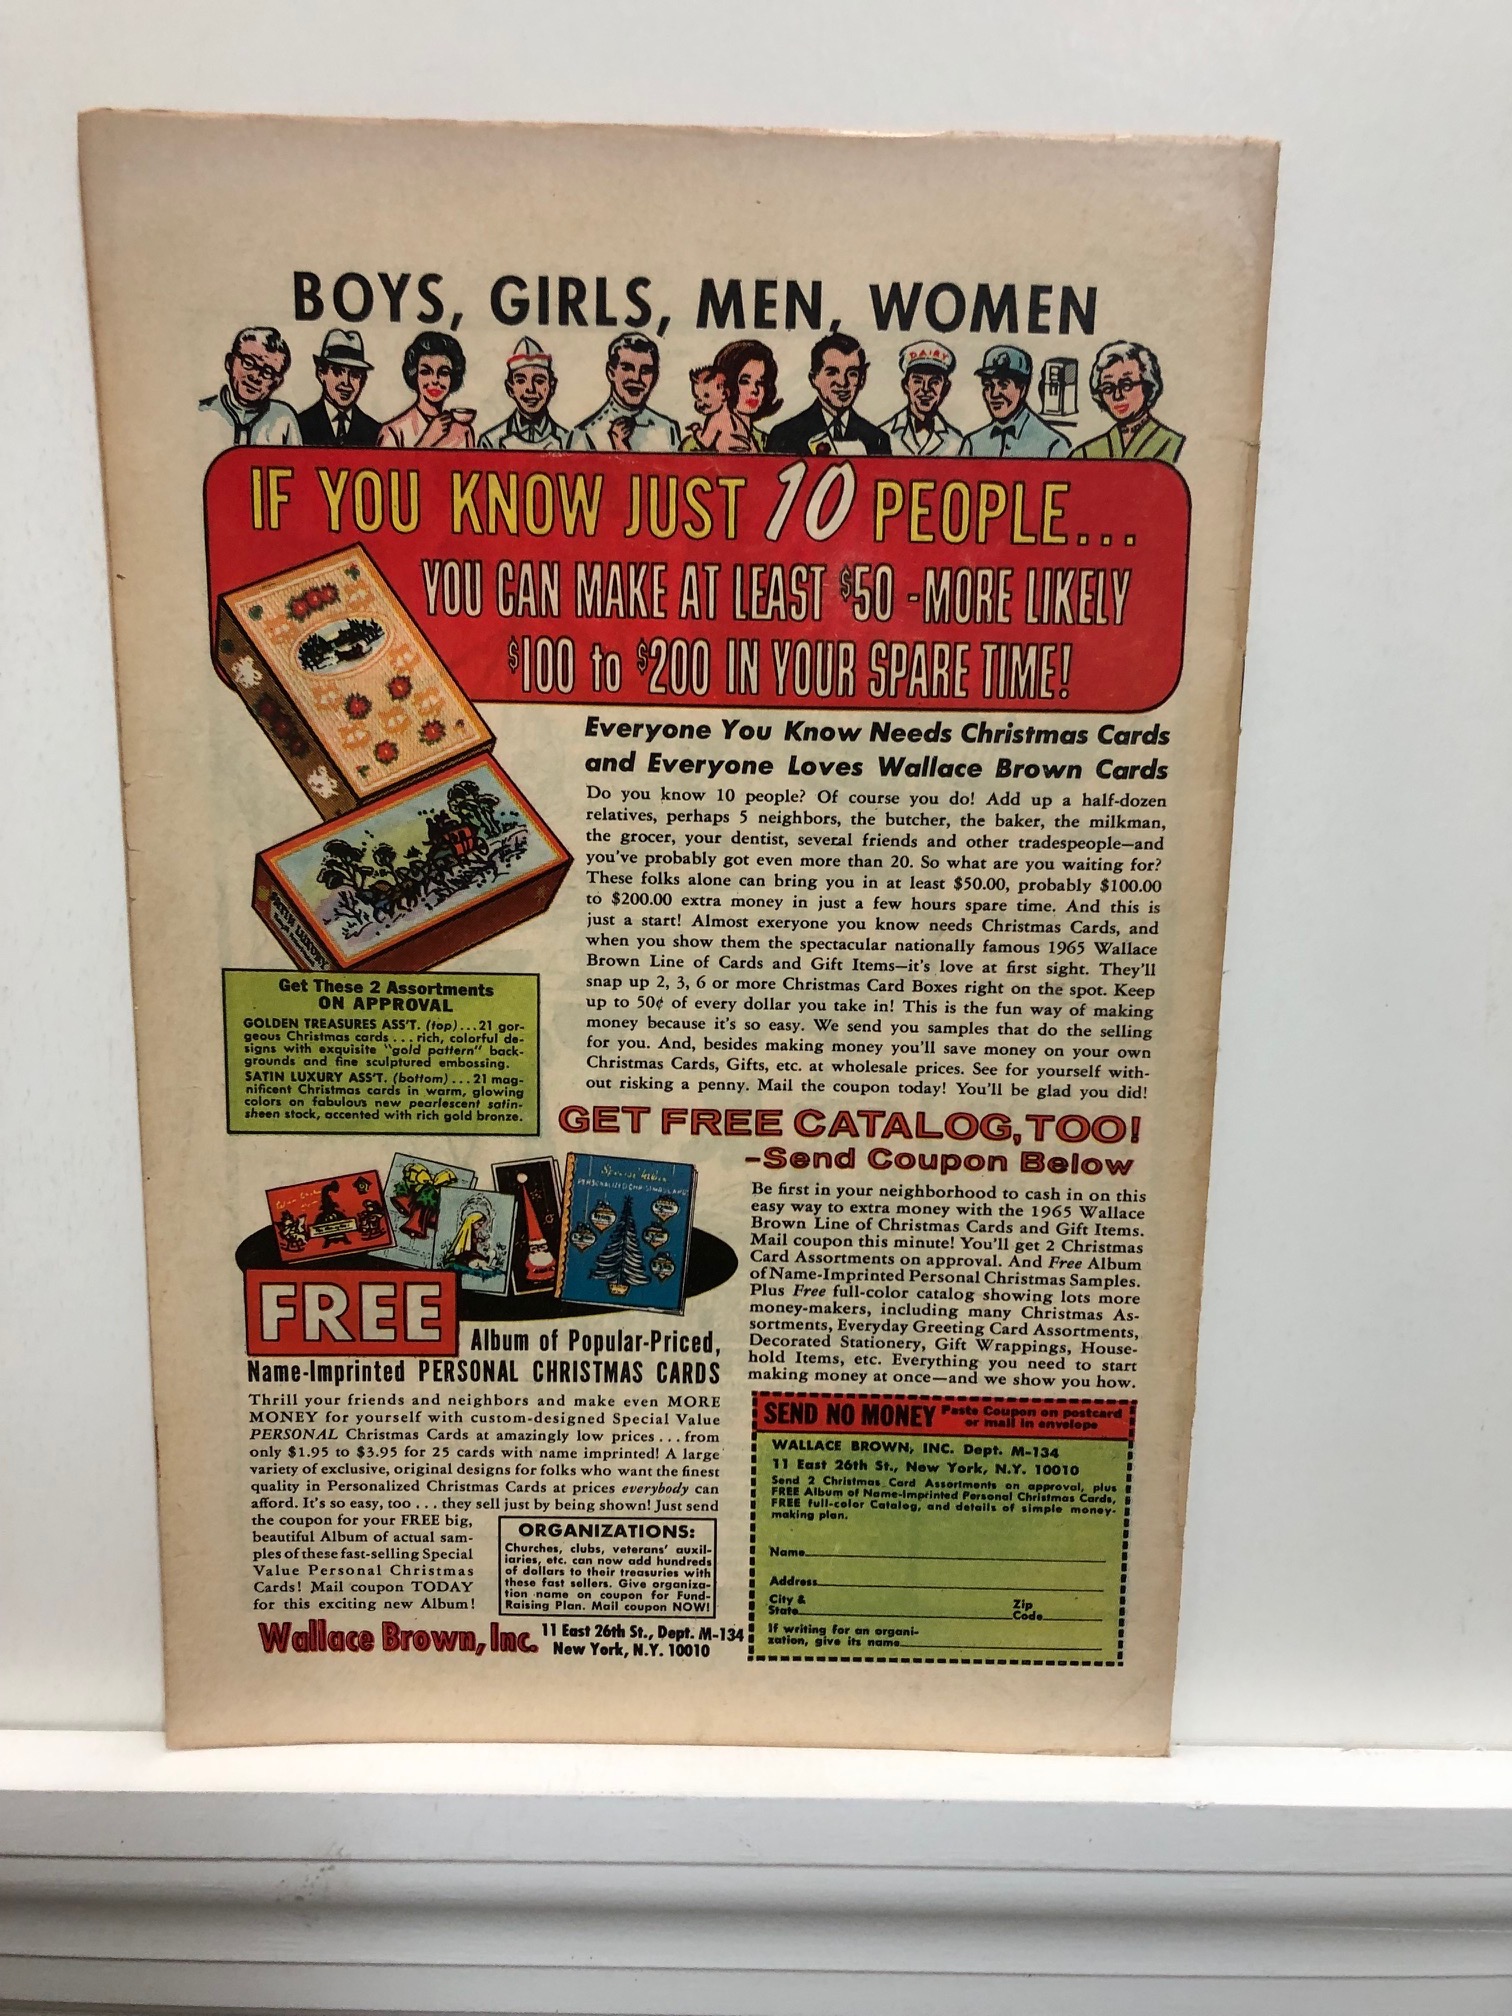 BOYS, GIRLS, MEN, WOMEN
DAIRY
IF YOU KNOW JUST 10 PEOPLE...
YOU CAN MAKE AT LEAST $50 - MORE LIKELY
$100 to $200 IN YOUR SPARE TIME!
Everyone You Know Needs Christmas Cards
and Everyone Loves Wallace Brown Cards
Do you know 10 people? Of course you do! Add up a half-dozen
relatives, perhaps 5 neighbors, the butcher, the baker, the milkman,
the grocer, your dentist, several friends and other tradespeople—and
you've probably got even more than 20. So what are you waiting for?
These folks alone can bring you in at least $50.00, probably $100.00
to $200.00 extra money in just a few hours spare time. And this is
just a start! Almost exeryone you know needs Christmas Cards, and
when you show them the spectacular nationally famous 1965 Wallace
Brown Line of Cards and Gift Items—it's love at first sight. They'll
snap up 2, 3, 6 or more Christmas Card Boxes right on the spot. Keep
up to 50¢ of every dollar you take in! This is the fun way of making
money because it's so easy. We send you samples that do the selling
for you. And, besides making money you'll save money on your own
Christmas Cards, Gifts, etc. at wholesale prices. See for yourself with-
out risking a penny. Mail the coupon today! You'll be glad you did!
SATIN LUXURY
Get These 2 Assortments
ON APPROVAL
GOLDEN TREASURES ASS'T. (top)...21 gor-
geous Christmas cards...rich, colorful de-
signs with exquisite "gold pattern" back-
grounds and fine sculptured embossing.
SATIN LUXURY ASS'T. (bottom)...21 mag-
nificent Christmas cards in warm, glowing
colors on fabulous new pearlescent satin-
sheen stock, accented with rich gold bronze.
GET FREE CATALOG, TOO!
-Send Coupon Below
Be first in your neighborhood to cash in on this
easy way to extra money with the 1965 Wallace
Brown Line of Christmas Cards and Gift Items.
Mail coupon this minute! You'll get 2 Christmas
Card Assortments on approval. And Free Album
of Name-Imprinted Personal Christmas Samples.
Plus Free full-color catalog showing lots more
money-makers, including many Christmas As-
sortments, Everyday Greeting Card Assortments,
Decorated Stationery, Gift Wrappings, House-
hold Items, etc. Everything you need to start
making money at once—and we show you how.
Special Value
PERSONALIZED CHRISTMAS CARDS
FREE
Album of Popular-Priced,
Name-Imprinted PERSONAL CHRISTMAS CARDS
Thrill your friends and neighbors and make even MORE
MONEY for yourself with custom-designed Special Value
PERSONAL Christmas Cards at amazingly low prices...from
only $1.95 to $3.95 for 25 cards with name imprinted! A large
variety of exclusive, original designs for folks who want the finest
quality in Personalized Christmas Cards at prices everybody can
afford. It's so easy, too...they sell just by being shown! Just send
the coupon for your FREE big,
beautiful Album of actual sam-
ples of these fast-selling Special
Value Personal Christmas
Cards! Mail coupon TODAY
for this exciting new Album!
ORGANIZATIONS:
Churches, clubs, veterans' auxil-
iaries, etc. can now add hundreds
of dollars to their treasuries with
these fast sellers. Give organiza-
tion name on coupon for Fund-
Raising Plan. Mail coupon NOW!
Wallace Brown, Inc. 11 East 26th St., Dept. M-134
New York, N.Y. 10010
SEND NO MONEY Paste Coupon on postcard
or mail in envelope
WALLACE BROWN, INC. Dept. M-134
11 East 26th St., New York, N.Y. 10010
Send 2 Christmas Card Assortments on approval, plus
FREE Album of Name-Imprinted Personal Christmas Cards,
FREE full-color Catalog, and details of simple money-
making plan.
Name
Address
City &
State
Zip
Code
If writing for an organi-
zation, give its name